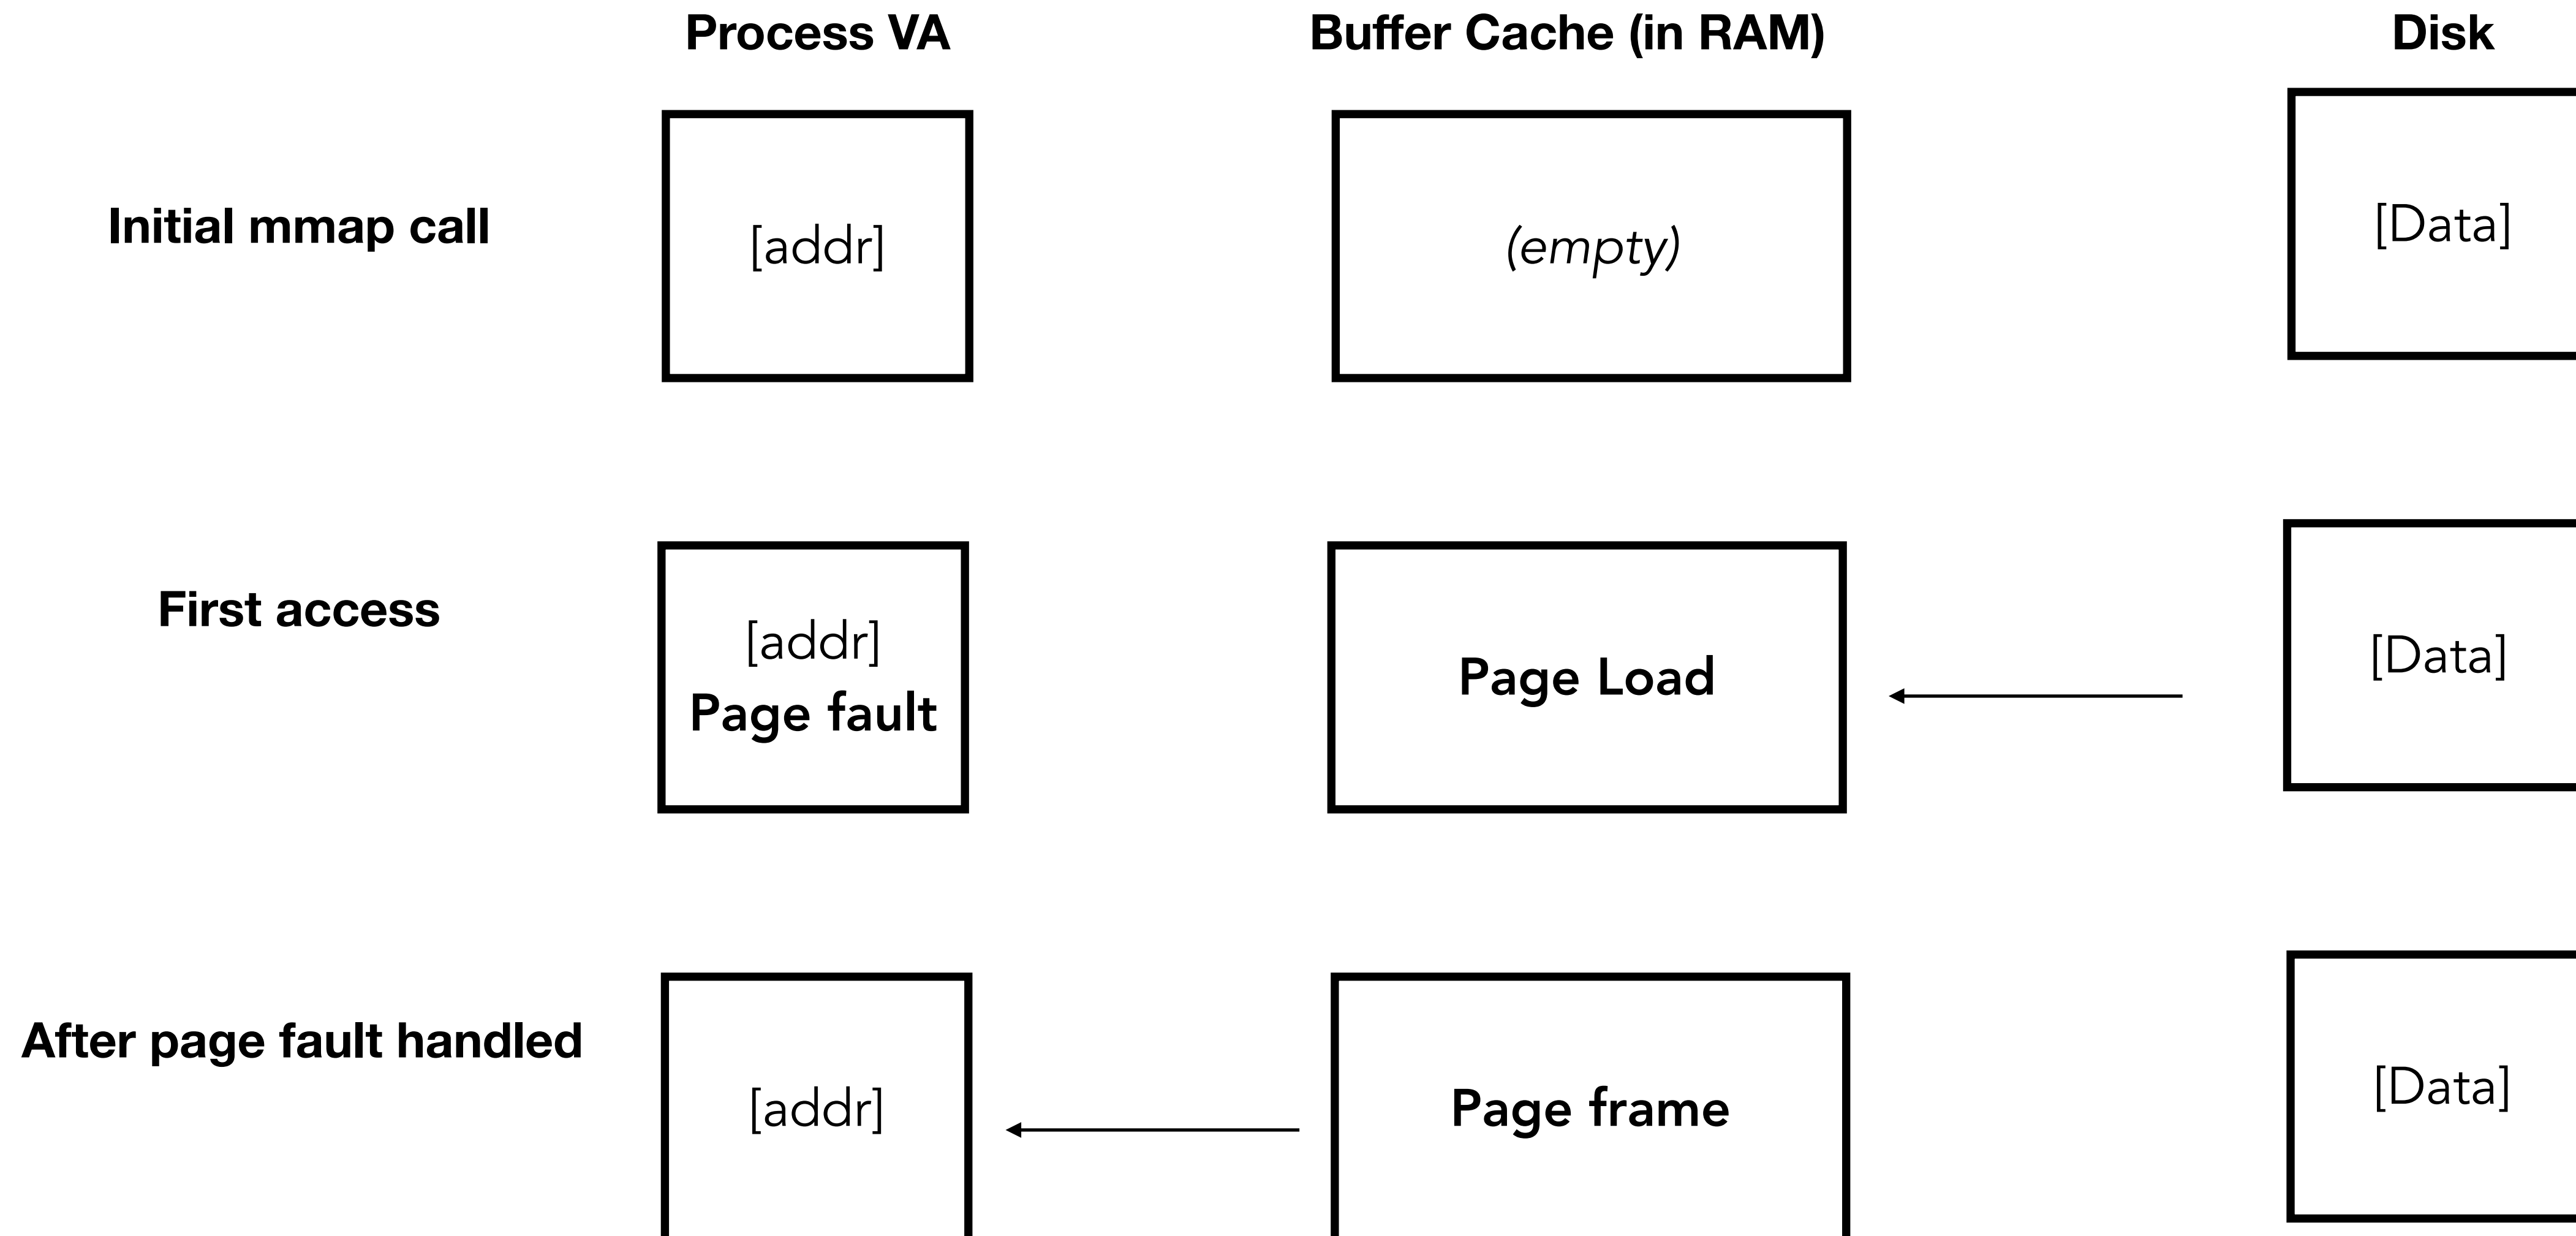 Process VA
Buffer Cache (in RAM)
Disk
Initial mmap call
[addr]
(empty)
[Data]
First access
[addr]
Page fault
Page Load
[Data]
After page fault handled
[addr]
Page frame
[Data]